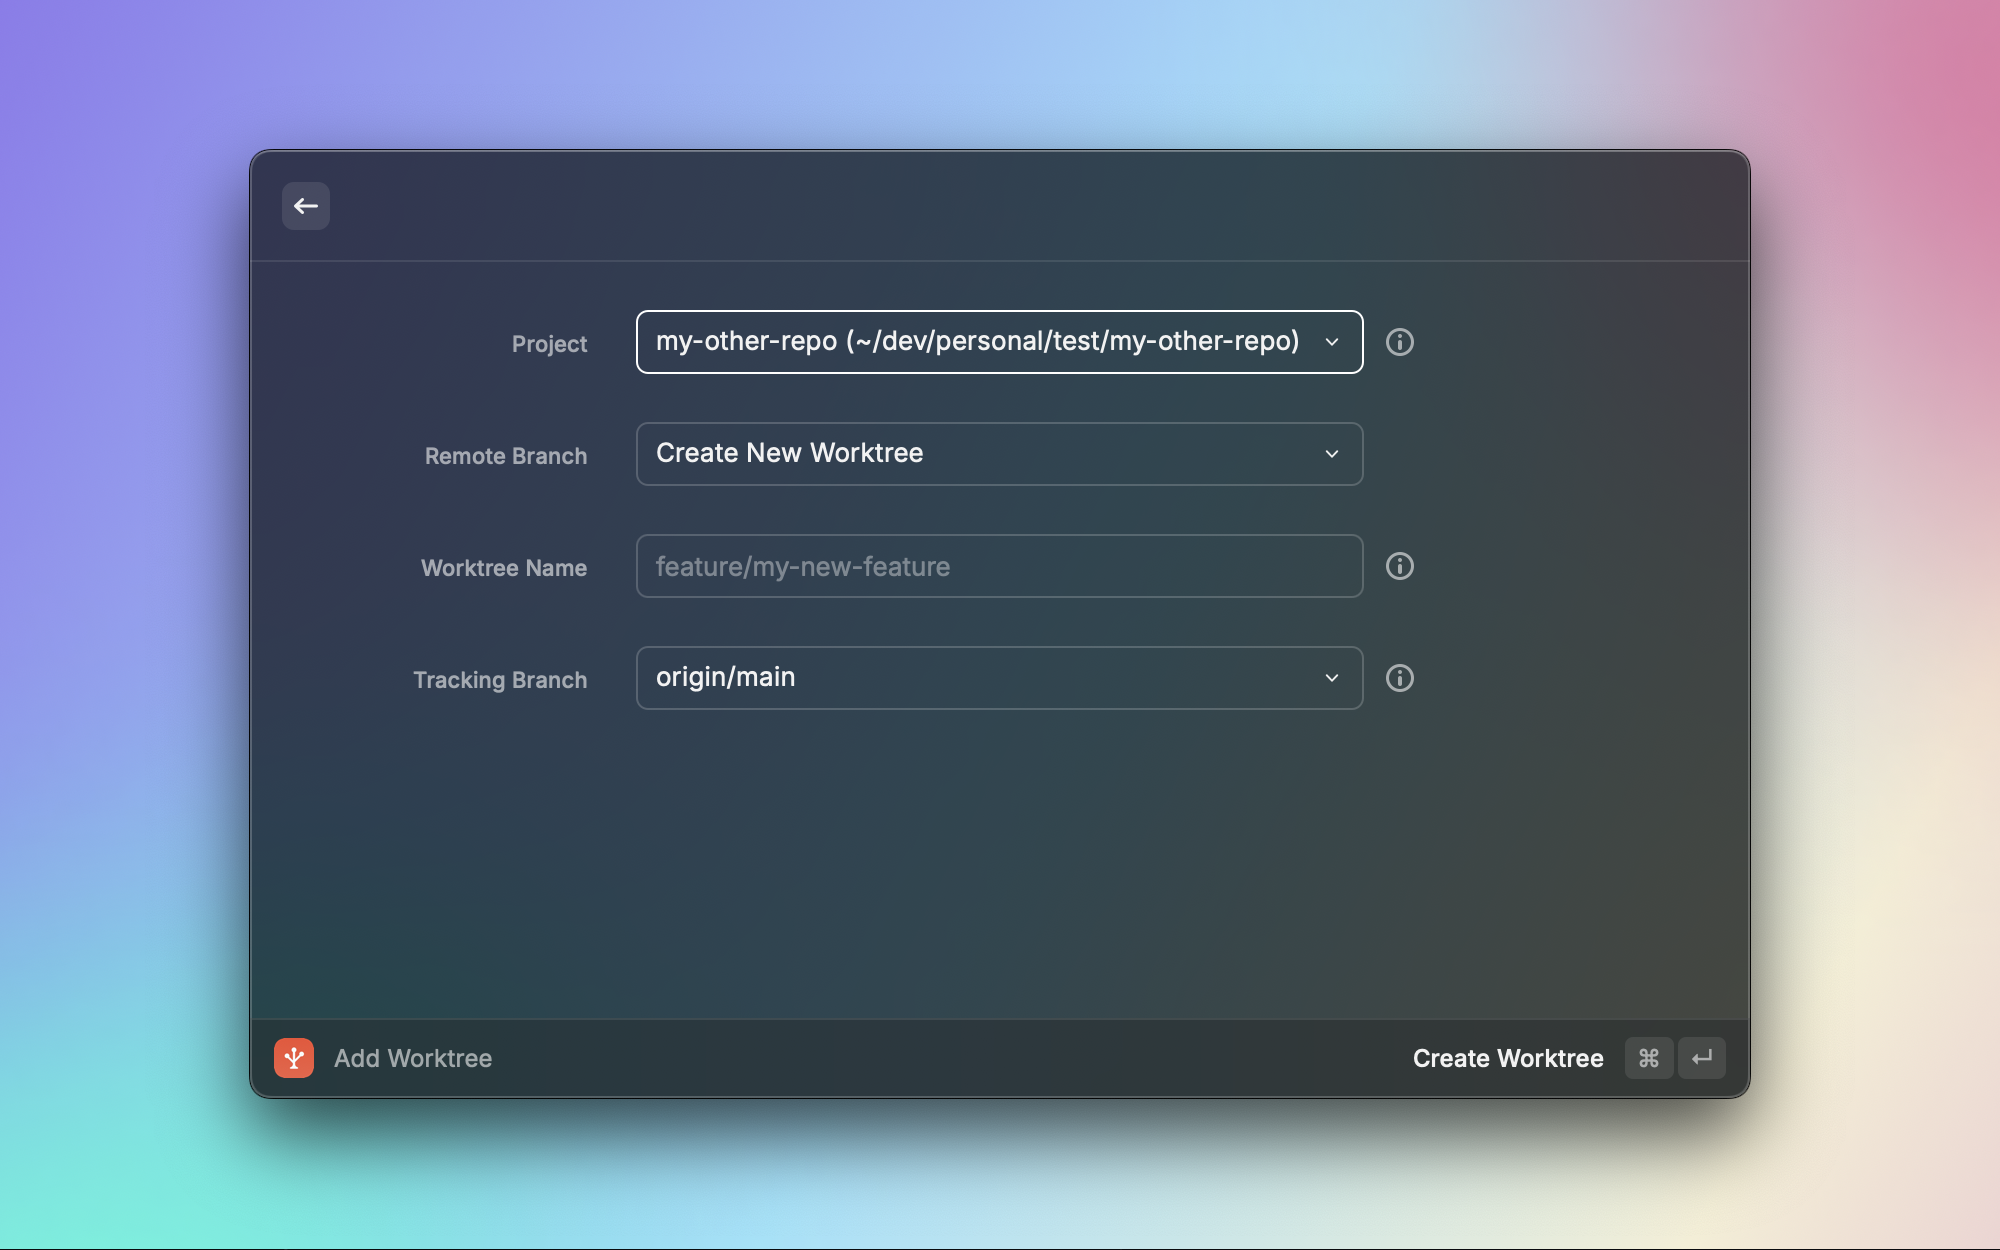 Project
my-other-repo (~/dev/personal/test/my-other-repo)
Remote Branch
Create New Worktree
Worktree Name
feature/my-new-feature
Tracking Branch
origin/main
Add Worktree
Create Worktree ⌘ ↵